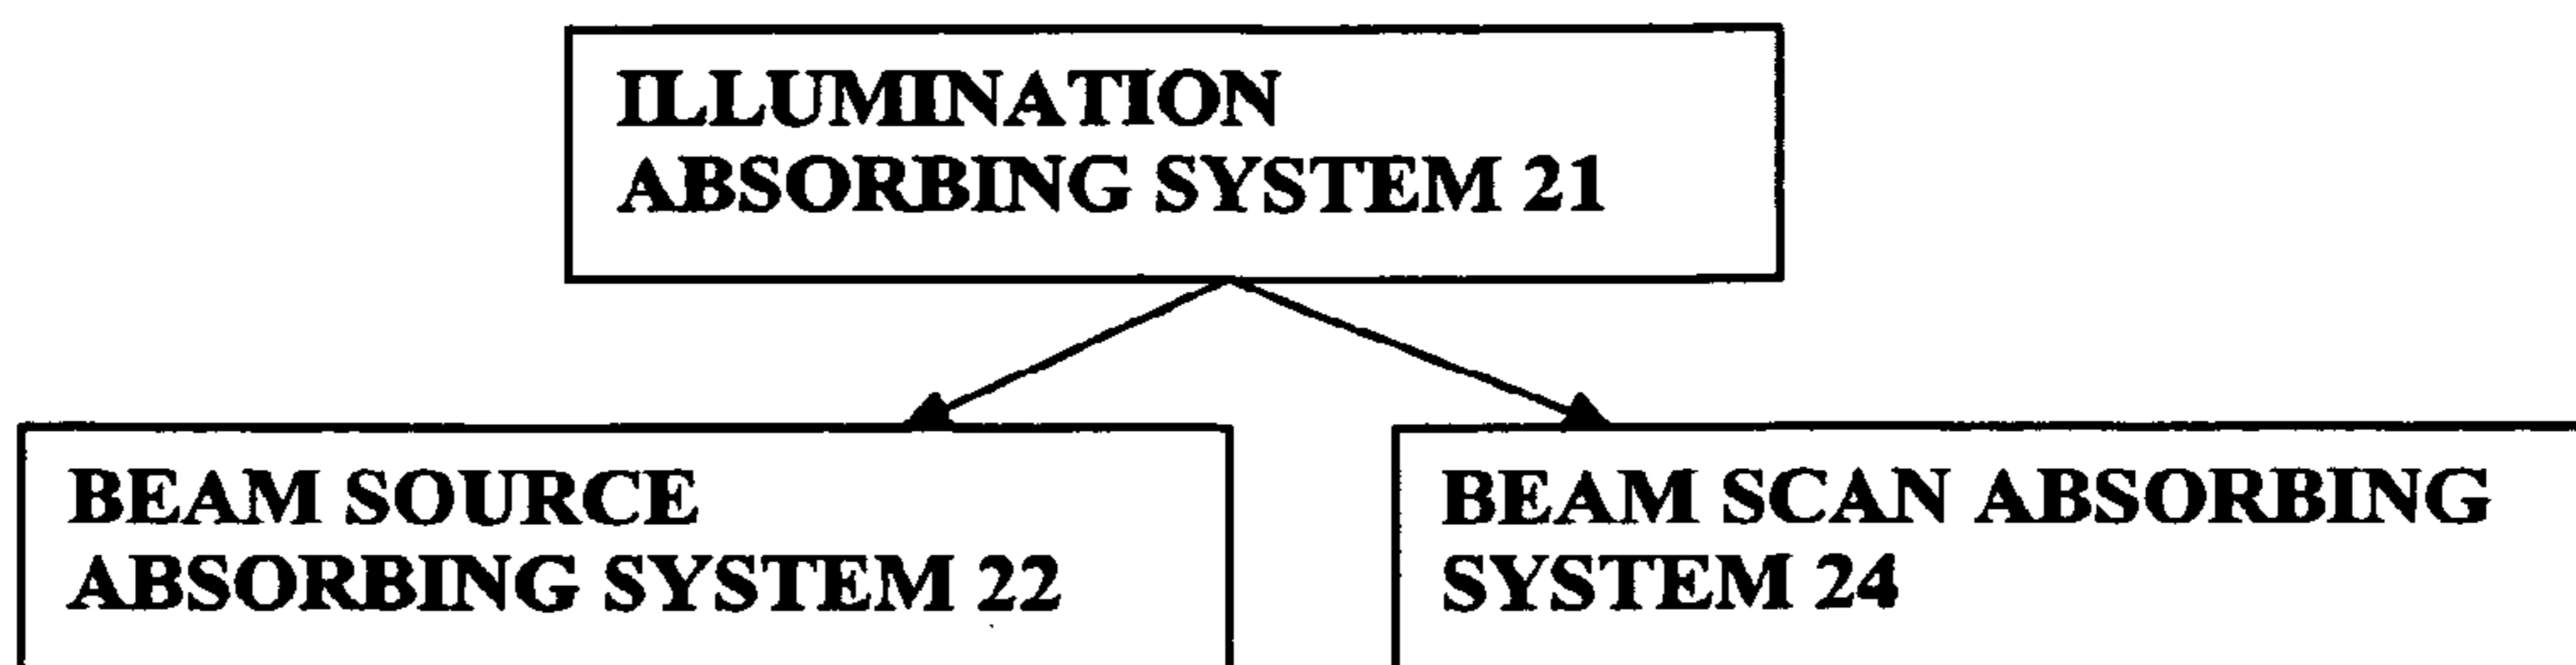 ILLUMINATION
ABSORBING SYSTEM 21
BEAM SOURCE
ABSORBING SYSTEM 22
BEAM SCAN ABSORBING
SYSTEM 24